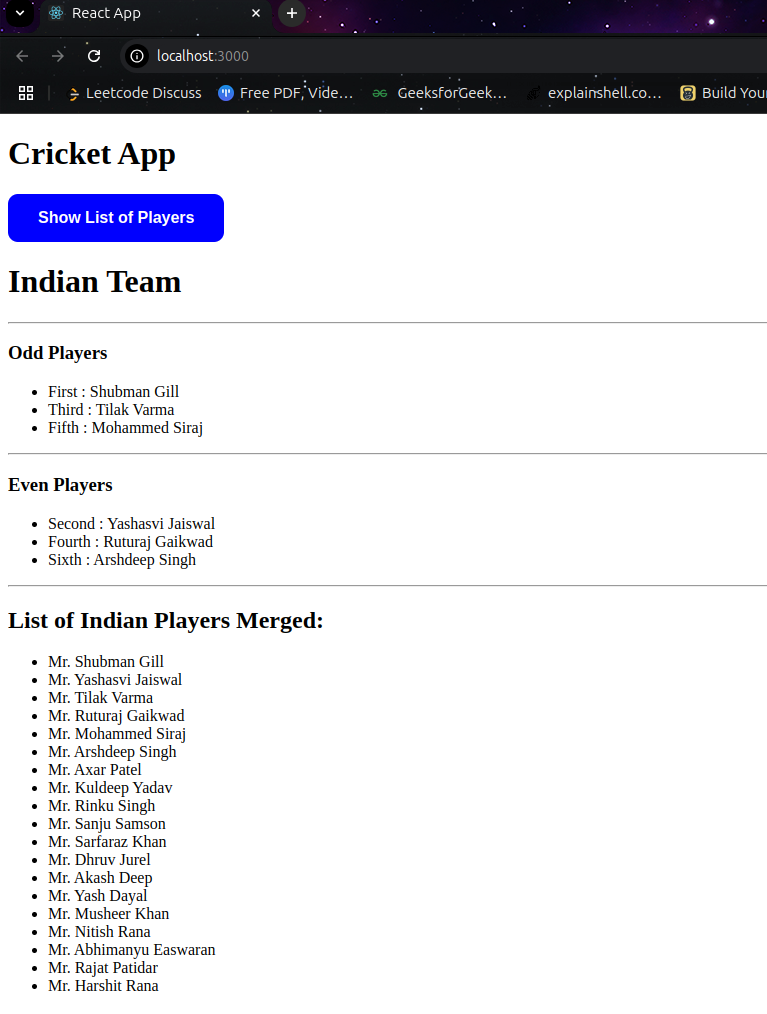 React App
localhost:3000
Leetcode Discuss Free PDF, Vide... GeeksforGeek... explainshell.co... Build You
Cricket App
Show List of Players
Indian Team
Odd Players
First : Shubman Gill
Third : Tilak Varma
Fifth : Mohammed Siraj
Even Players
Second : Yashasvi Jaiswal
Fourth : Ruturaj Gaikwad
Sixth : Arshdeep Singh
List of Indian Players Merged:
Mr. Shubman Gill
Mr. Yashasvi Jaiswal
Mr. Tilak Varma
Mr. Ruturaj Gaikwad
Mr. Mohammed Siraj
Mr. Arshdeep Singh
Mr. Axar Patel
Mr. Kuldeep Yadav
Mr. Rinku Singh
Mr. Sanju Samson
Mr. Sarfaraz Khan
Mr. Dhruv Jurel
Mr. Akash Deep
Mr. Yash Dayal
Mr. Musheer Khan
Mr. Nitish Rana
Mr. Abhimanyu Easwaran
Mr. Rajat Patidar
Mr. Harshit Rana